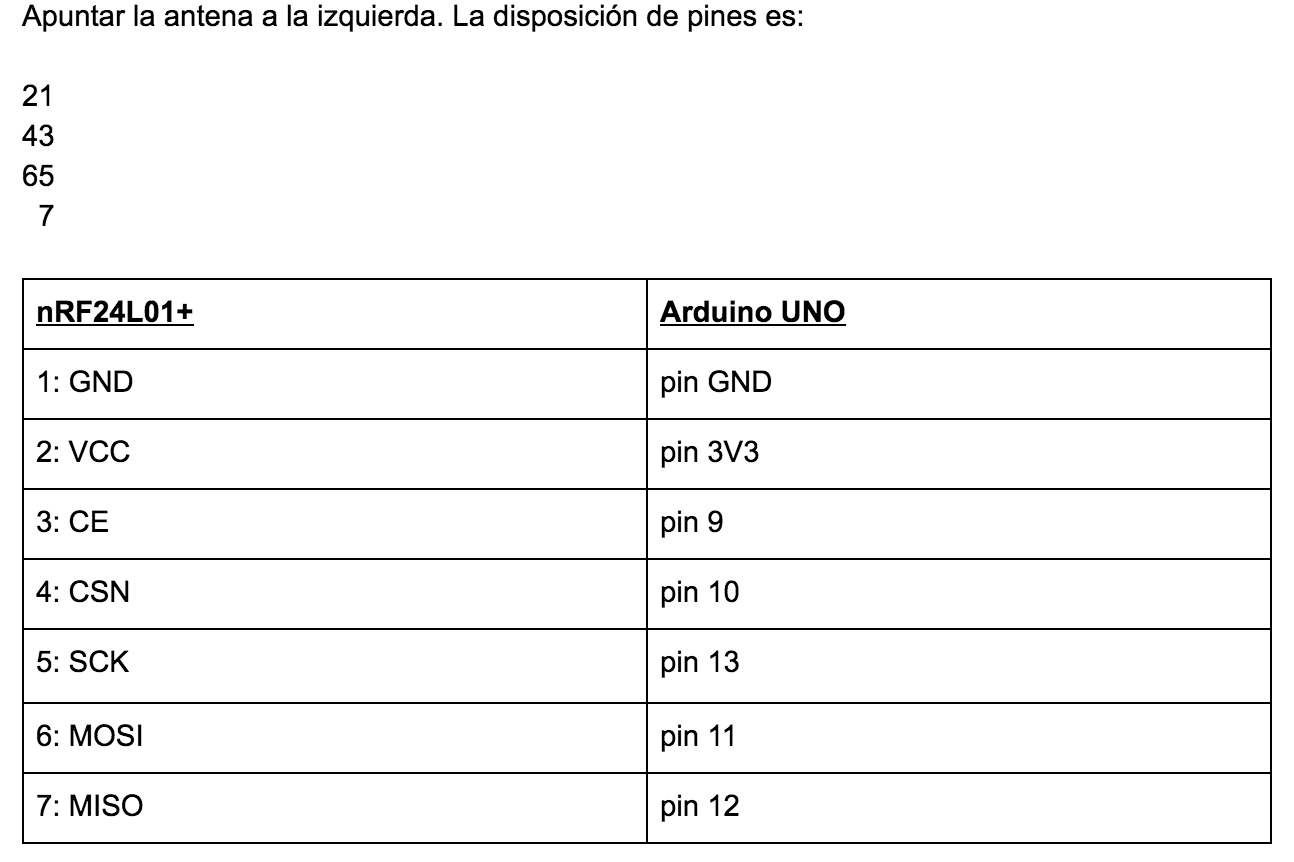 Apuntar la antena a la izquierda. La disposición de pines es:
21
43
65
7
nRF24L01+ Arduino UNO
1: GND pin GND
2: VCC pin 3V3
3: CE pin 9
4: CSN pin 10
5: SCK pin 13
6: MOSI pin 11
7: MISO pin 12